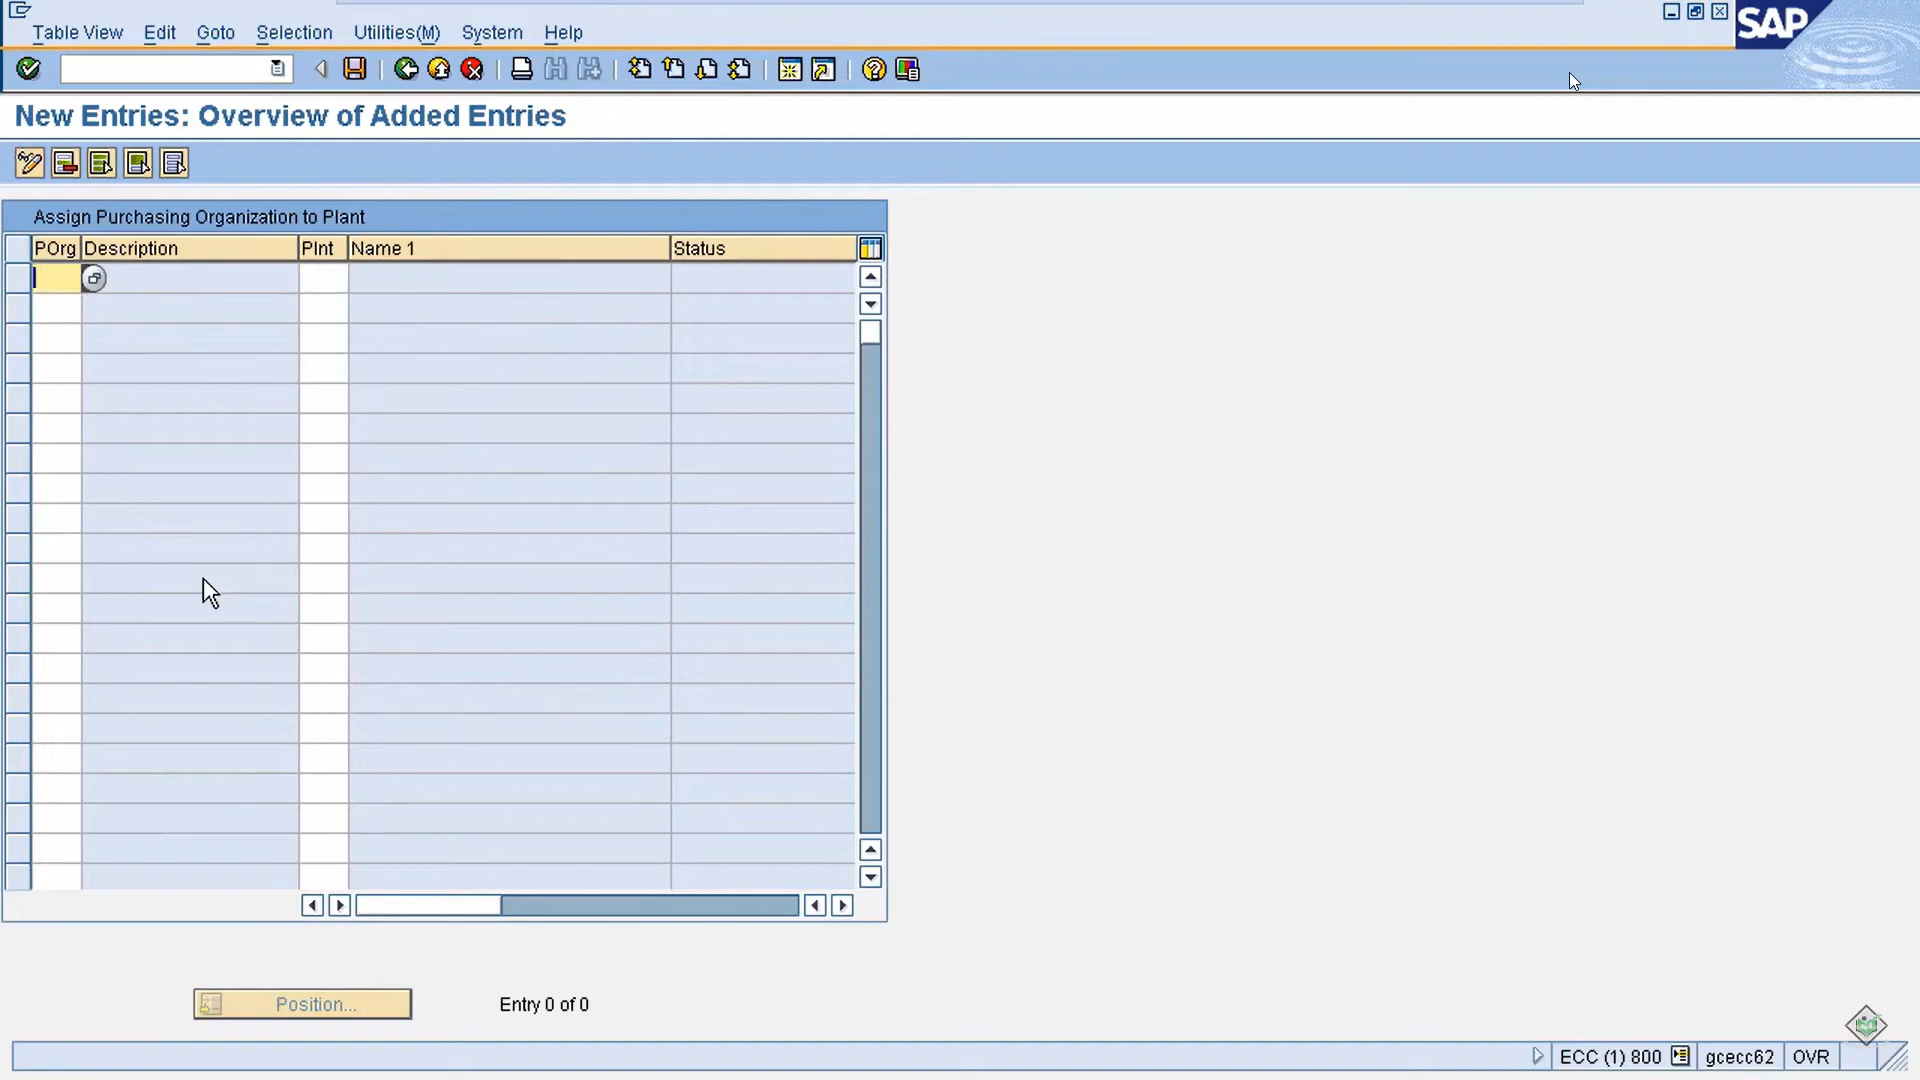 Table View Edit Goto Selection Utilities(M) System Help
SAP
New Entries: Overview of Added Entries
Assign Purchasing Organization to Plant
POrg Description Plnt Name 1 Status
Position... Entry 0 of 0
ECC (1) 800 gcecc62 OVR